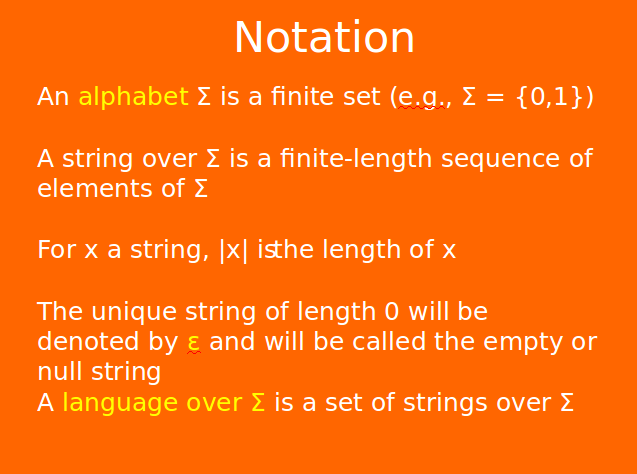 Notation
An alphabet Σ is a finite set (e.g., Σ = {0,1})
A string over Σ is a finite-length sequence of
elements of Σ
For x a string, |x| isthe length of x
The unique string of length 0 will be
denoted by ε and will be called the empty or
null string
A language over Σ is a set of strings over Σ